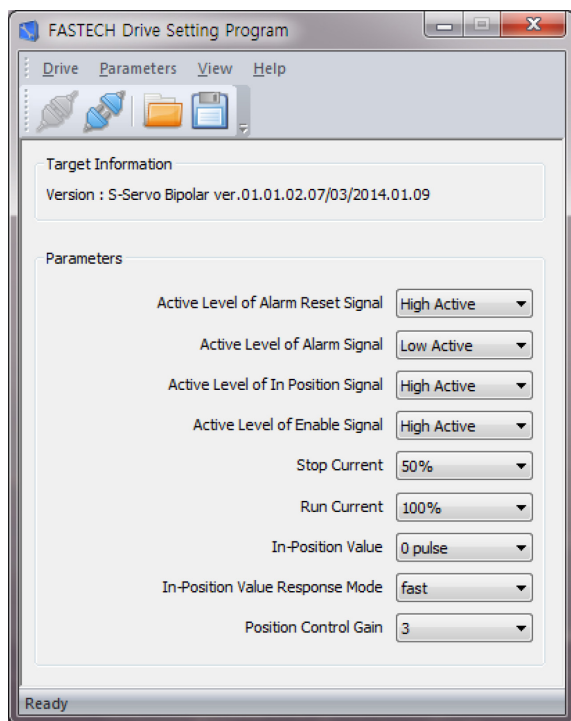 FASTECH Drive Setting Program
Drive Parameters View Help
Target Information
Version : S-Servo Bipolar ver.01.01.02.07/03/2014.01.09
Parameters
Active Level of Alarm Reset Signal High Active
Active Level of Alarm Signal Low Active
Active Level of In Position Signal High Active
Active Level of Enable Signal High Active
Stop Current 50%
Run Current 100%
In-Position Value 0 pulse
In-Position Value Response Mode fast
Position Control Gain 3
Ready